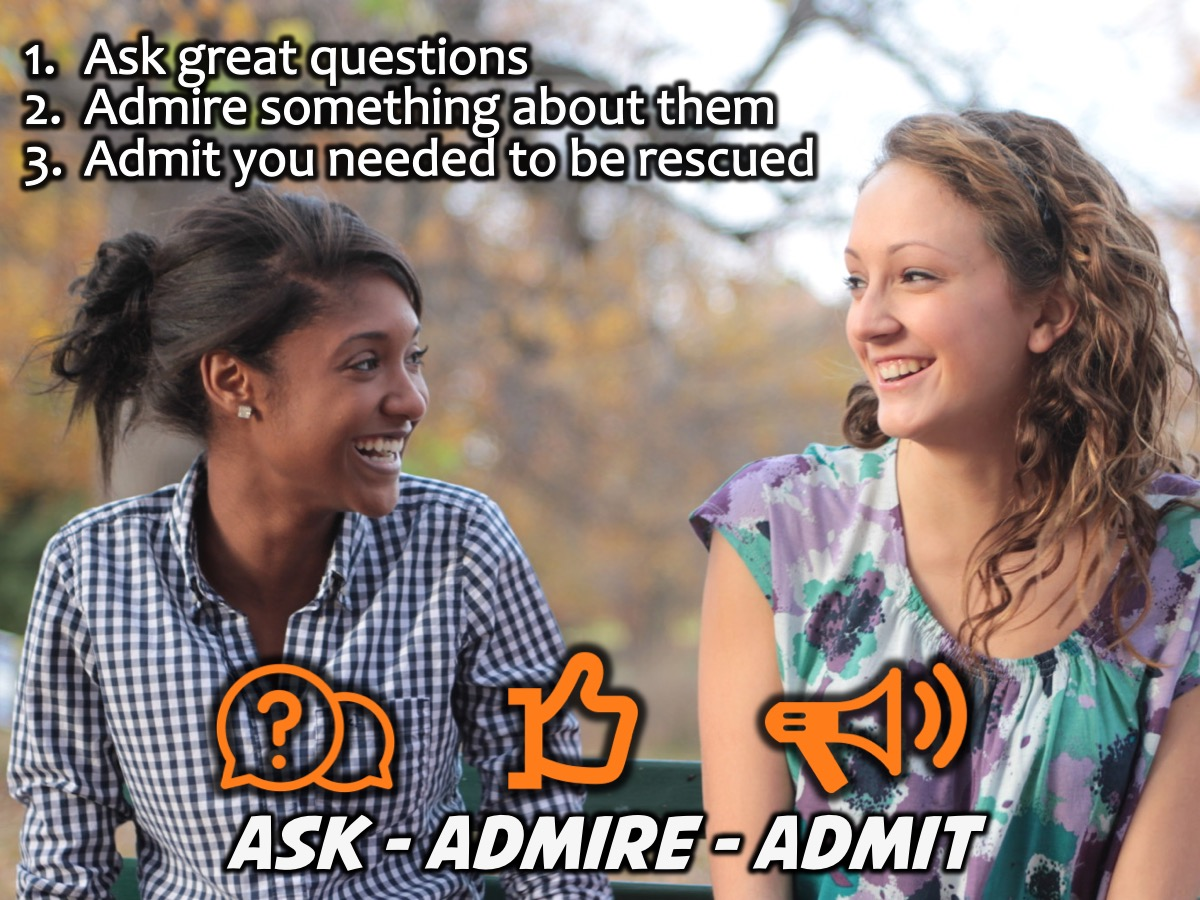 1. Ask great questions
2. Admire something about them
3. Admit you needed to be rescued
?
ASK - ADMIRE - ADMIT